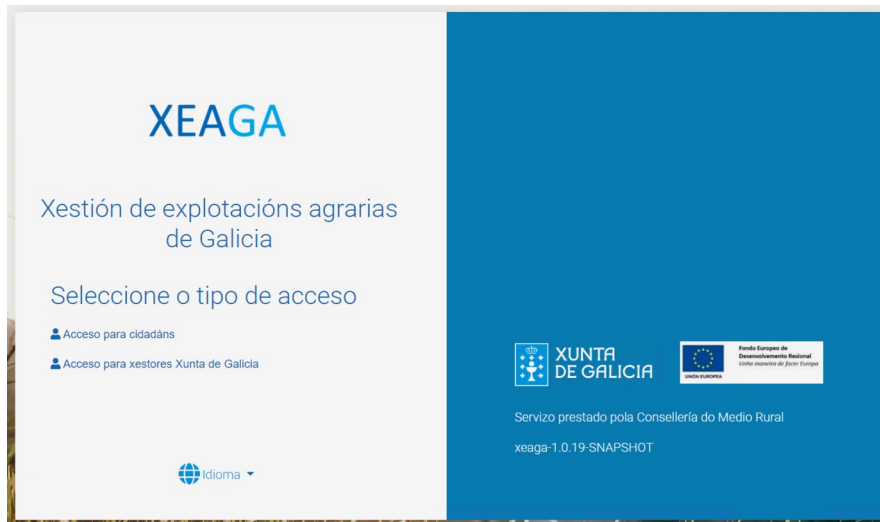 XEAGA
Xestión de explotacións agrarias
de Galicia
Seleccione o tipo de acceso
Acceso para cidadáns
Acceso para xestores Xunta de Galicia
Idioma
XUNTA
DE GALICIA
UNIÓN EUROPEA
Fondo Europeo de
Desenvolvemento Rexional
Unha maneira de facer Europa
Servizo prestado pola Consellería do Medio Rural
xeaga-1.0.19-SNAPSHOT